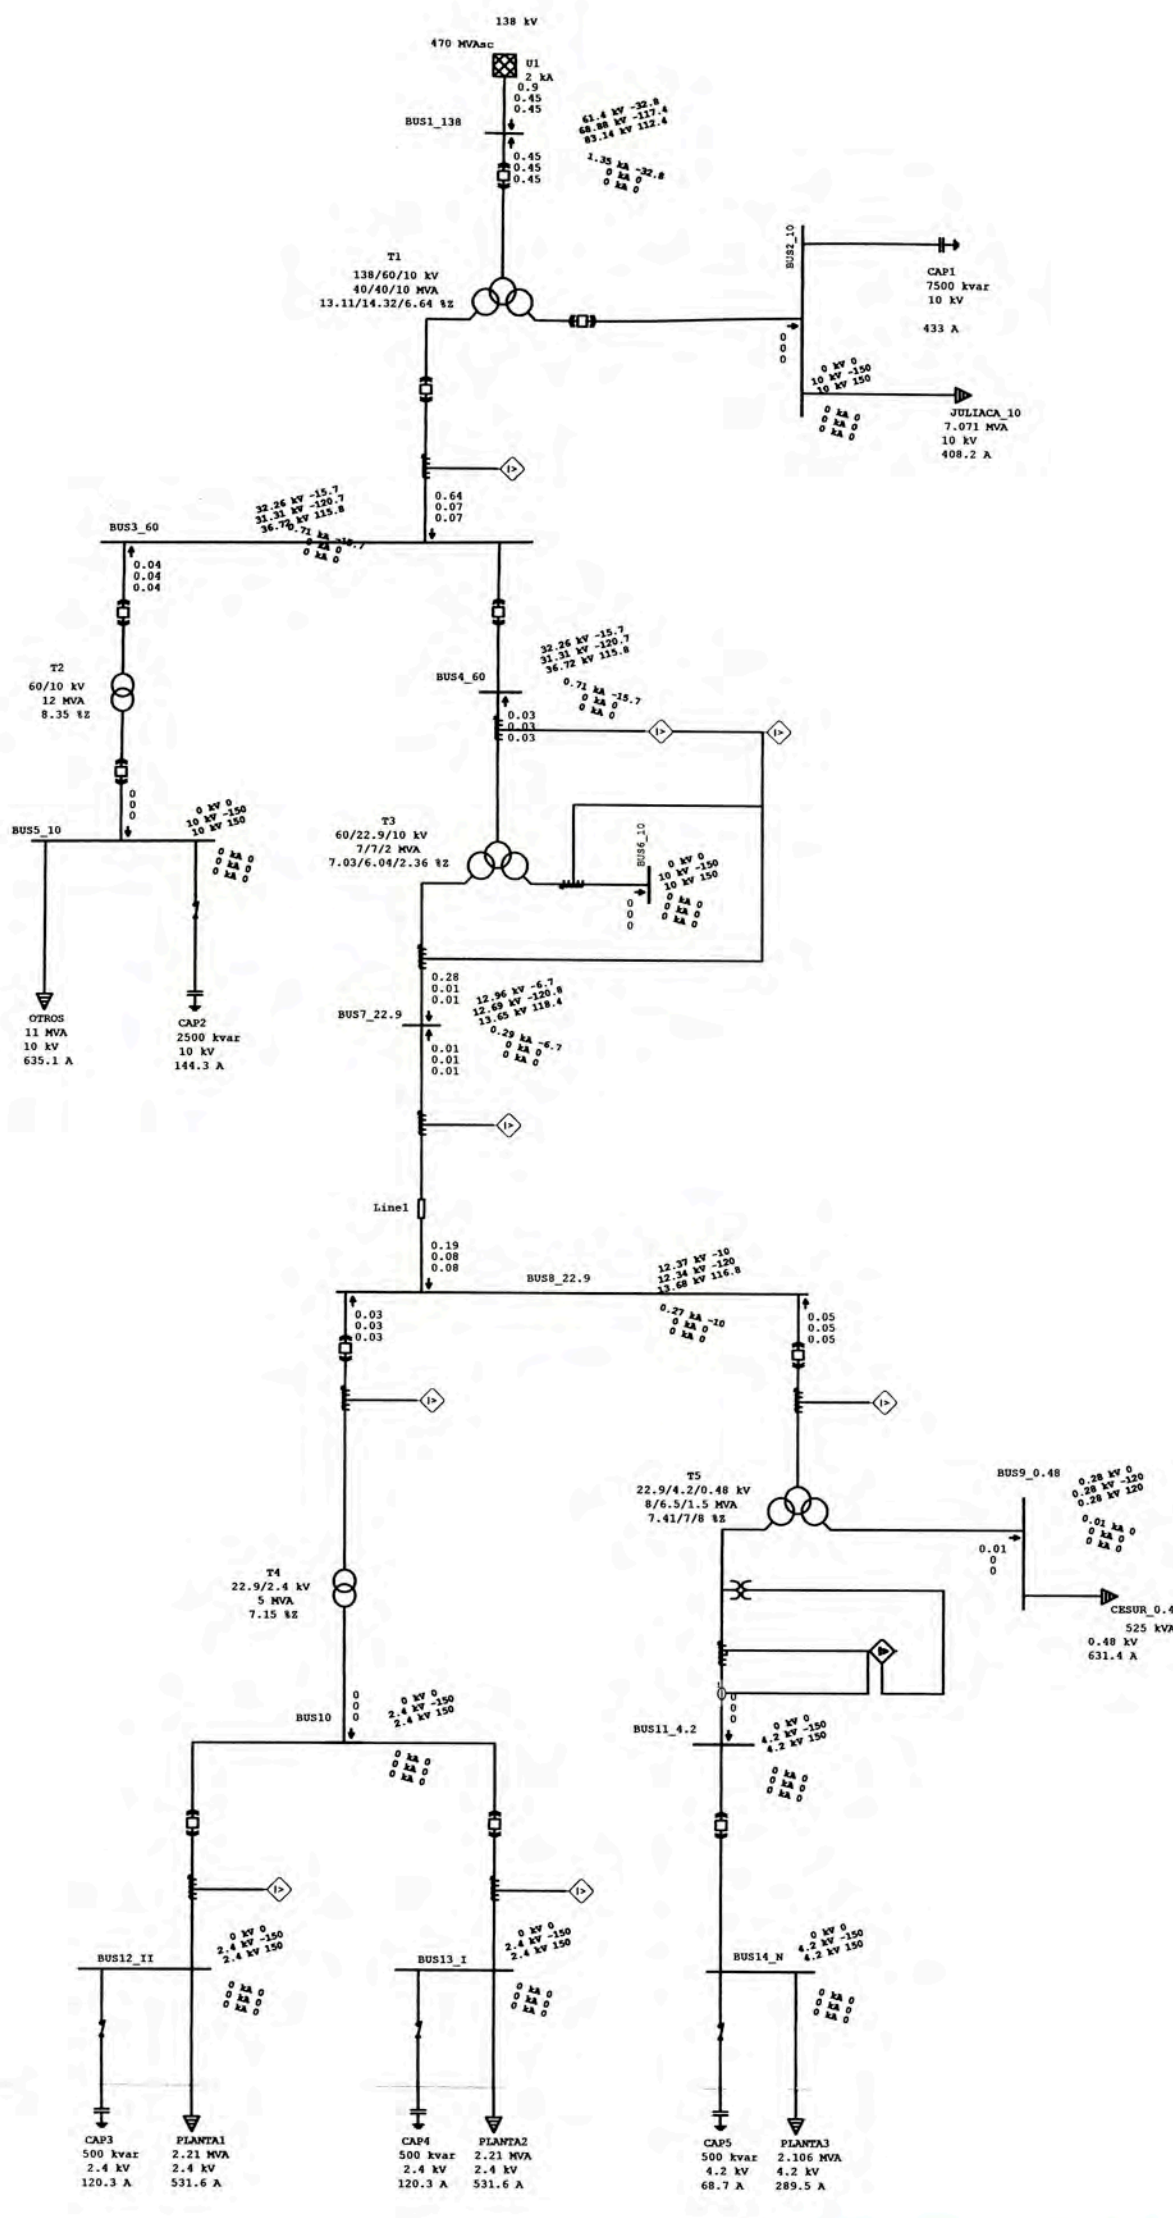 138 kV
470 MVAsc
U1
2 kA
0.9
0.45
0.45
BUS1_138
61.4 kV -32.8
68.88 kV -117.4
83.14 kV 112.4
0.45
0.45
0.45
1.35 kA -32.8
0 kA 0
0 kA 0
BUS2_10
T1
138/60/10 kV
40/40/10 MVA
13.11/14.32/6.64 %Z
CAP1
7500 kvar
10 kV
433 A
0
0
0
0 kV 0
10 kV -150
10 kV 150
0 kA 0
0 kA 0
0 kA 0
JULIACA_10
7.071 MVA
10 kV
408.2 A
I>
0.64
0.07
0.07
32.26 kV -15.7
31.31 kV -120.7
36.72 kV 115.8
BUS3_60
0.71 kA -15.7
0 kA 0
0 kA 0
0.04
0.04
0.04
32.26 kV -15.7
31.31 kV -120.7
36.72 kV 115.8
T2
60/10 kV
12 MVA
8.35 %Z
BUS4_60
0.71 kA -15.7
0 kA 0
0 kA 0
0.03
0.03
0.03
I>
I>
0
0
0
0 kV 0
10 kV -150
10 kV 150
BUS5_10
0 kA 0
0 kA 0
0 kA 0
T3
60/22.9/10 kV
7/7/2 MVA
7.03/6.04/2.36 %Z
BUS6_10
0 kV 0
10 kV -150
10 kV 150
0 kA 0
0 kA 0
0 kA 0
0
0
0
0.28
0.01
0.01
12.96 kV -6.7
12.69 kV -120.8
13.65 kV 118.4
BUS7_22.9
0.29 kA -6.7
0 kA 0
0 kA 0
OTROS
11 MVA
10 kV
635.1 A
CAP2
2500 kvar
10 kV
144.3 A
0.01
0.01
0.01
I>
Line1
0.19
0.08
0.08
BUS8_22.9
12.37 kV -10
12.34 kV -120
13.68 kV 116.8
0.27 kA -10
0 kA 0
0 kA 0
0.03
0.03
0.03
0.05
0.05
0.05
I>
I>
T5
22.9/4.2/0.48 kV
8/6.5/1.5 MVA
7.41/7/8 %Z
BUS9_0.48
0.28 kV 0
0.28 kV -120
0.28 kV 120
0.01 kA 0
0 kA 0
0 kA 0
0.01
0
0
T4
22.9/2.4 kV
5 MVA
7.15 %Z
CESUR_0.4
525 kVA
0.48 kV
631.4 A
0
0
0
BUS10
0 kV 0
2.4 kV -150
2.4 kV 150
0 kA 0
0 kA 0
0 kA 0
0
0
0
BUS11_4.2
0 kV 0
4.2 kV -150
4.2 kV 150
0 kA 0
0 kA 0
0 kA 0
I>
I>
BUS12_II
0 kV 0
2.4 kV -150
2.4 kV 150
0 kA 0
0 kA 0
0 kA 0
BUS13_I
0 kV 0
2.4 kV -150
2.4 kV 150
0 kA 0
0 kA 0
0 kA 0
BUS14_N
0 kV 0
4.2 kV -150
4.2 kV 150
0 kA 0
0 kA 0
0 kA 0
CAP3
500 kvar
2.4 kV
120.3 A
PLANTA1
2.21 MVA
2.4 kV
531.6 A
CAP4
500 kvar
2.4 kV
120.3 A
PLANTA2
2.21 MVA
2.4 kV
531.6 A
CAP5
500 kvar
4.2 kV
68.7 A
PLANTA3
2.106 MVA
4.2 kV
289.5 A